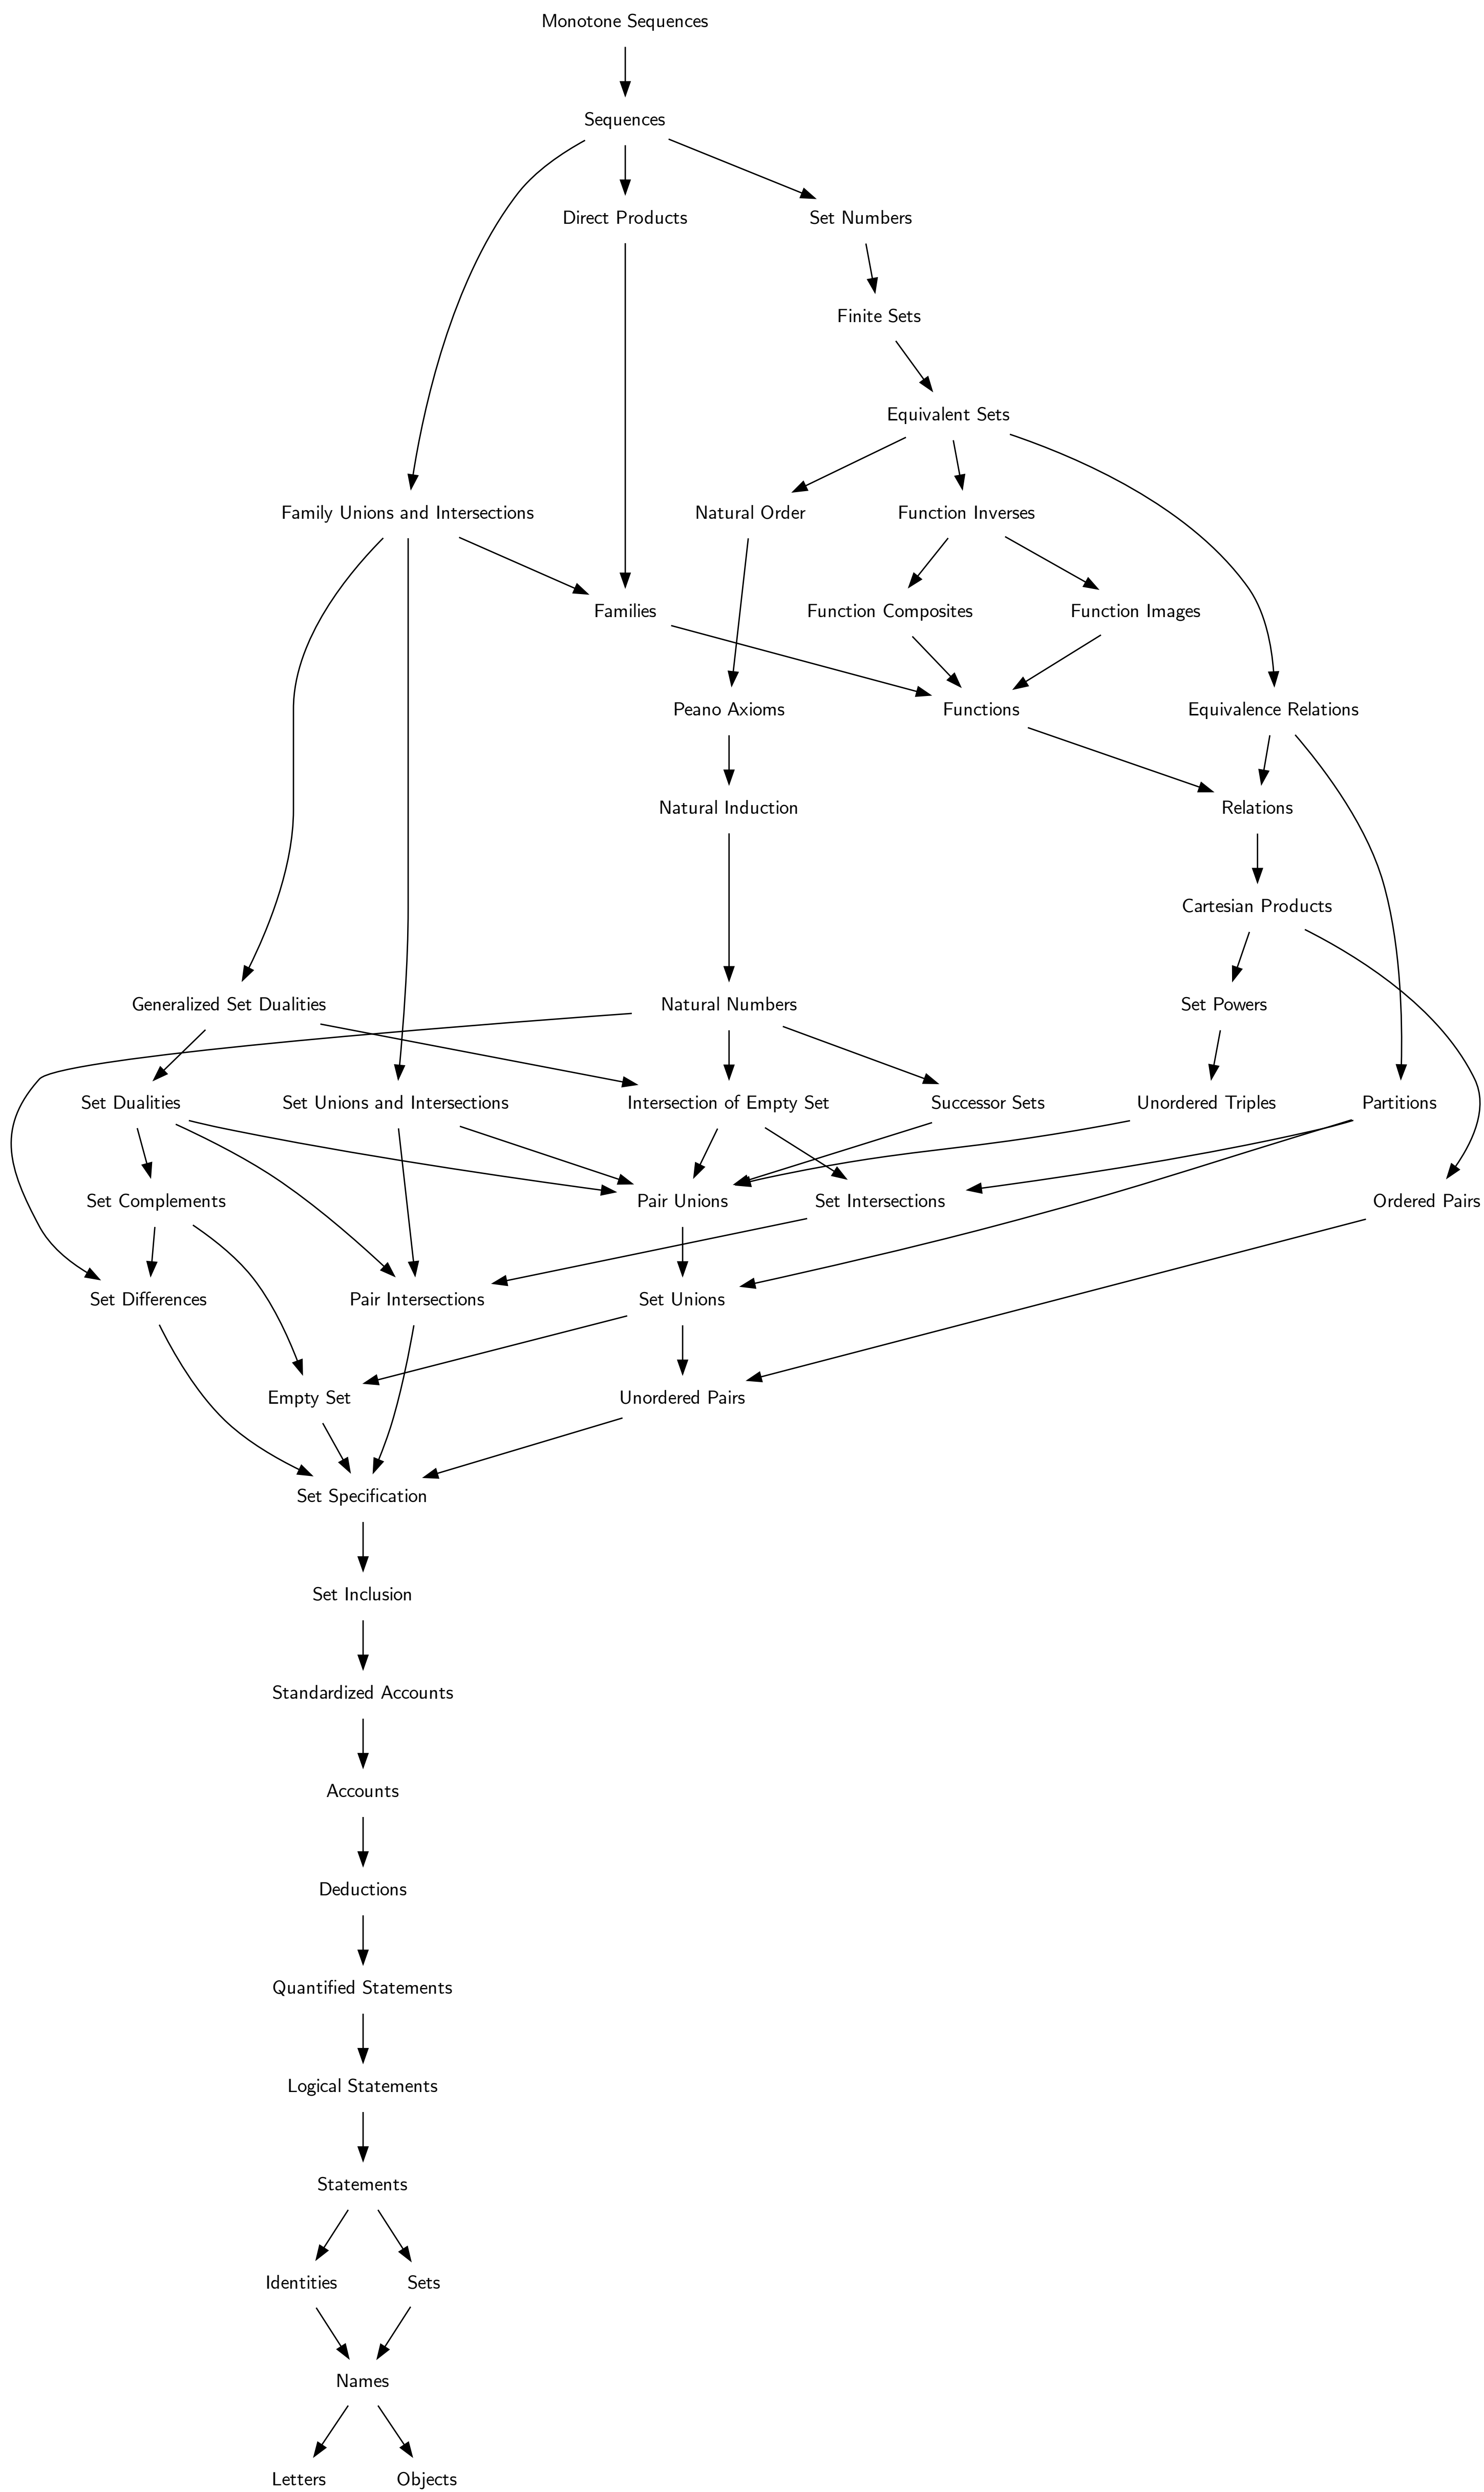 Monotone Sequences
Sequences
Direct Products
Set Numbers
Finite Sets
Equivalent Sets
Family Unions and Intersections
Natural Order
Function Inverses
Families
Function Composites
Function Images
Peano Axioms
Functions
Equivalence Relations
Natural Induction
Relations
Cartesian Products
Generalized Set Dualities
Natural Numbers
Set Powers
Set Dualities
Set Unions and Intersections
Intersection of Empty Set
Successor Sets
Unordered Triples
Partitions
Set Complements
Pair Unions
Set Intersections
Ordered Pairs
Set Differences
Pair Intersections
Set Unions
Empty Set
Unordered Pairs
Set Specification
Set Inclusion
Standardized Accounts
Accounts
Deductions
Quantified Statements
Logical Statements
Statements
Identities
Sets
Names
Letters
Objects